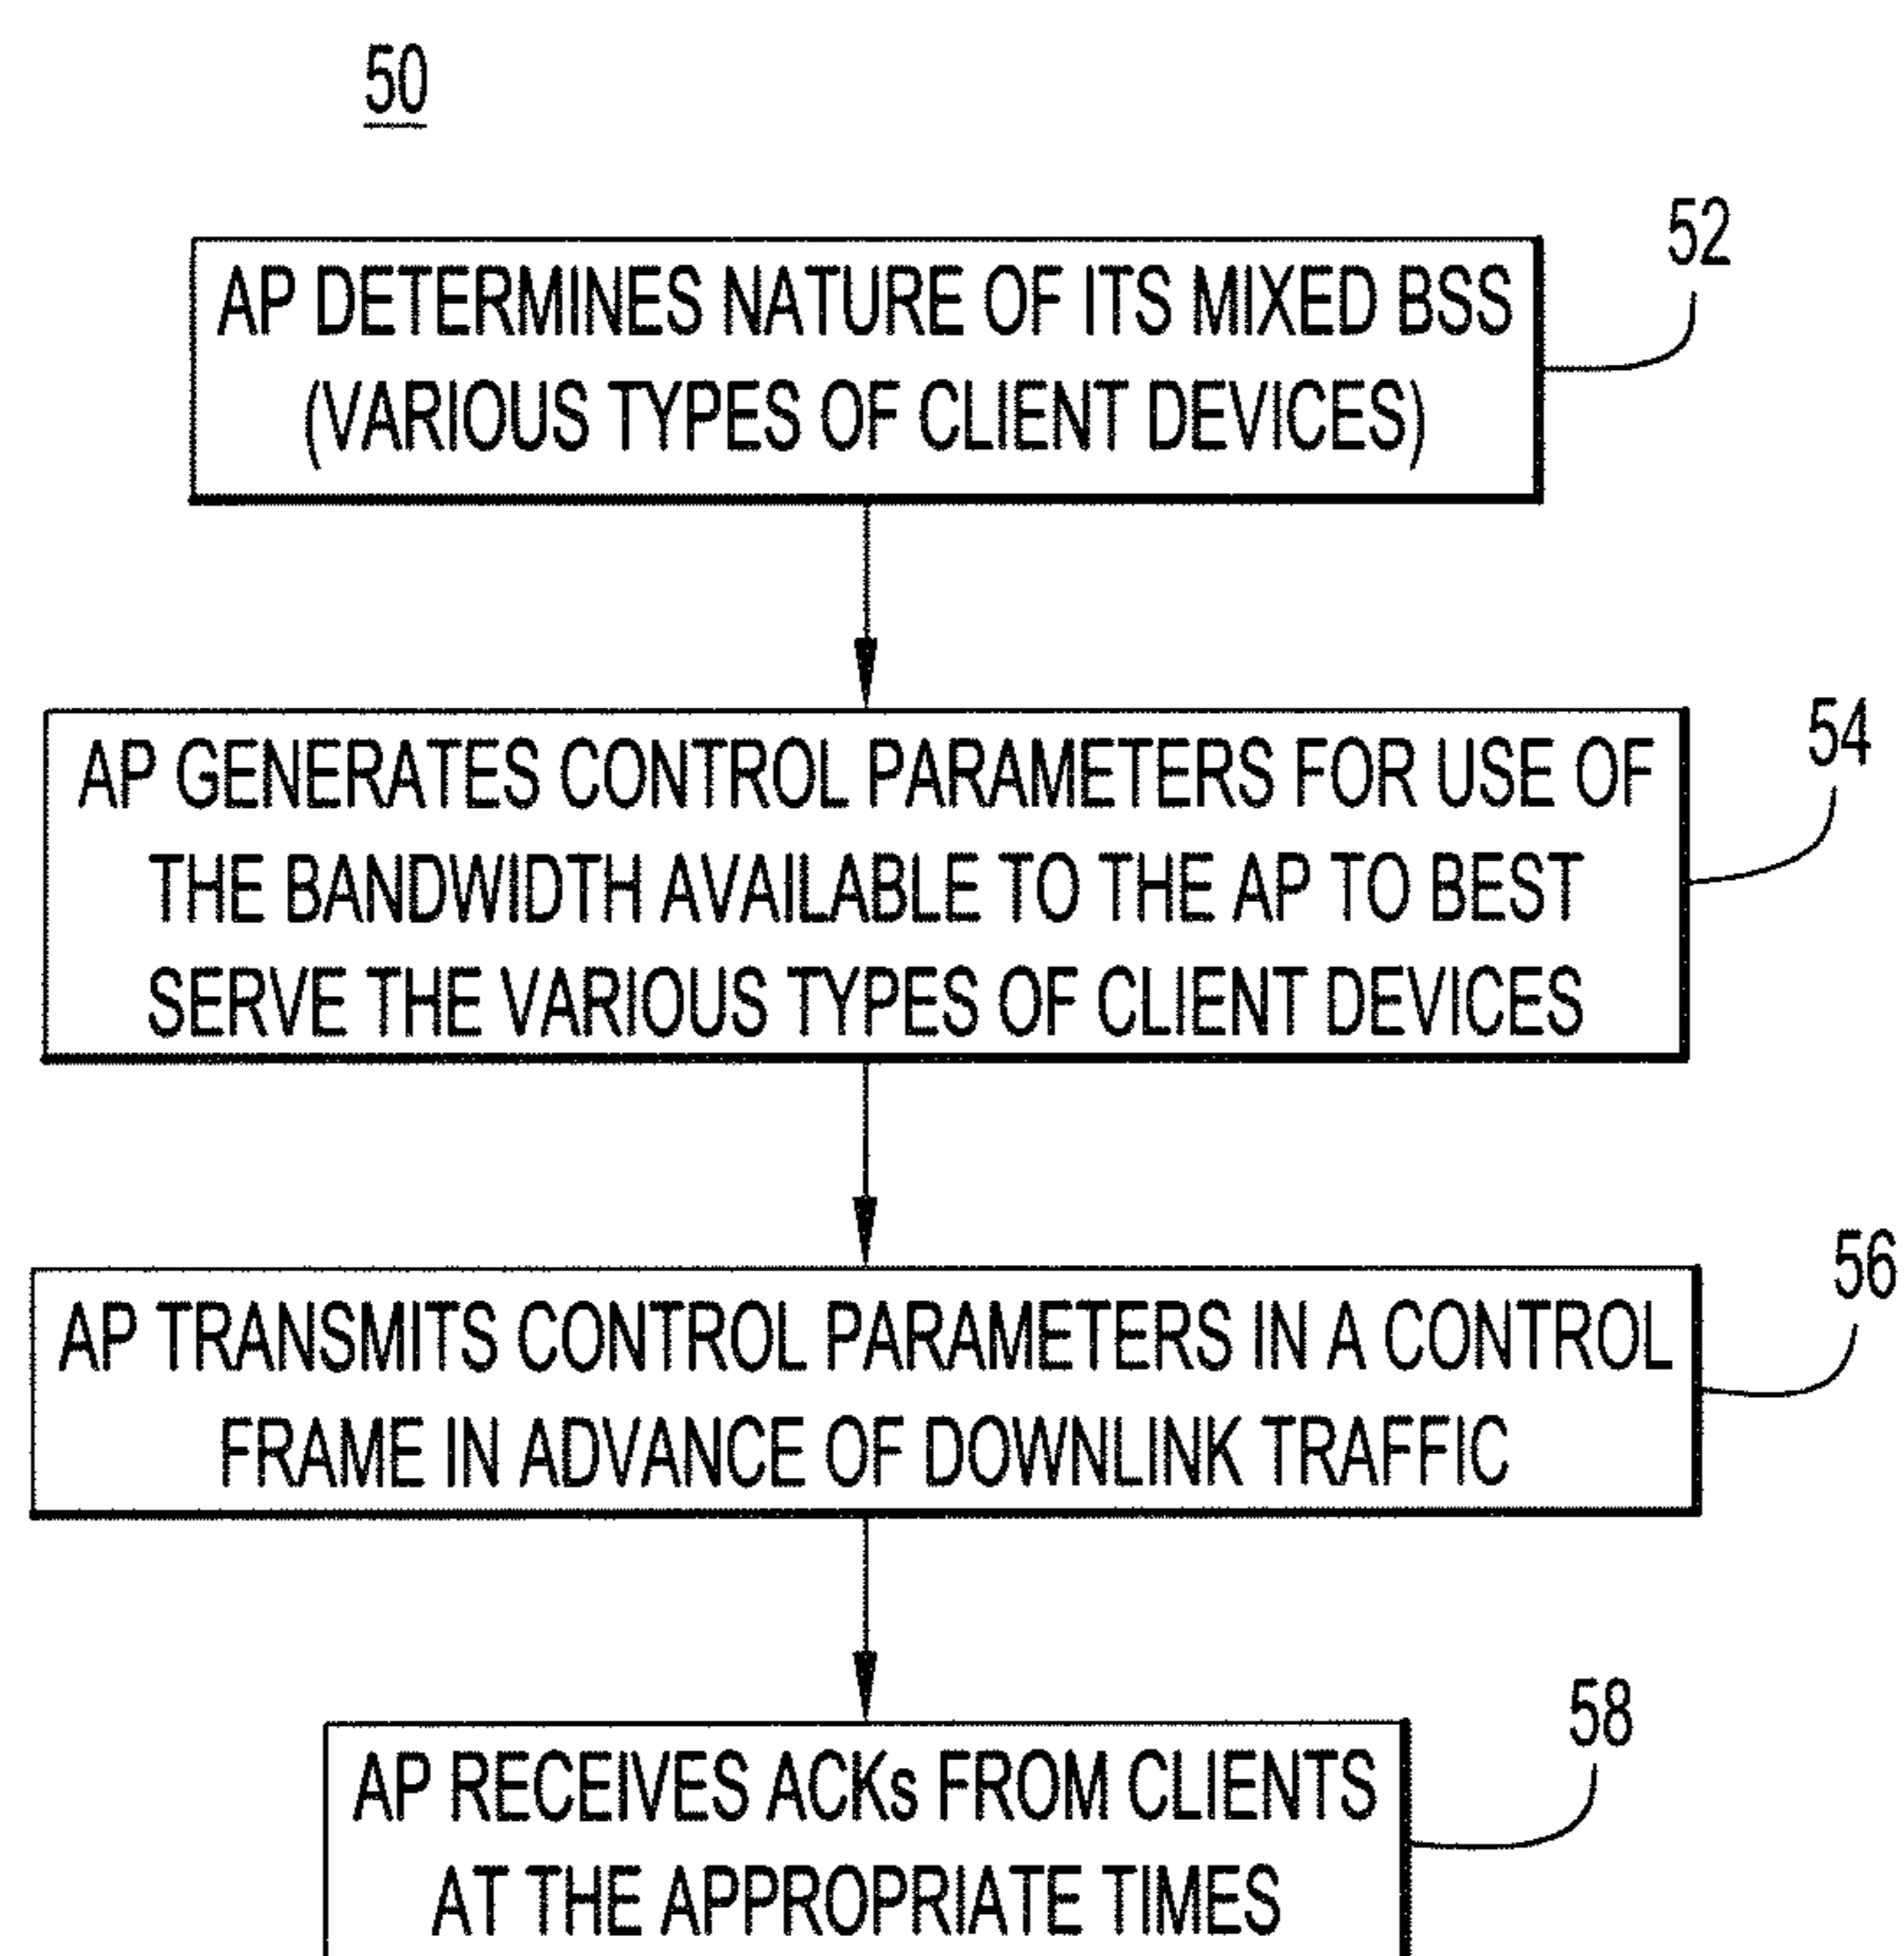 50
52
AP DETERMINES NATURE OF ITS MIXED BSS
(VARIOUS TYPES OF CLIENT DEVICES)
54
AP GENERATES CONTROL PARAMETERS FOR USE OF
THE BANDWIDTH AVAILABLE TO THE AP TO BEST
SERVE THE VARIOUS TYPES OF CLIENT DEVICES
56
AP TRANSMITS CONTROL PARAMETERS IN A CONTROL
FRAME IN ADVANCE OF DOWNLINK TRAFFIC
58
AP RECEIVES ACKs FROM CLIENTS
AT THE APPROPRIATE TIMES